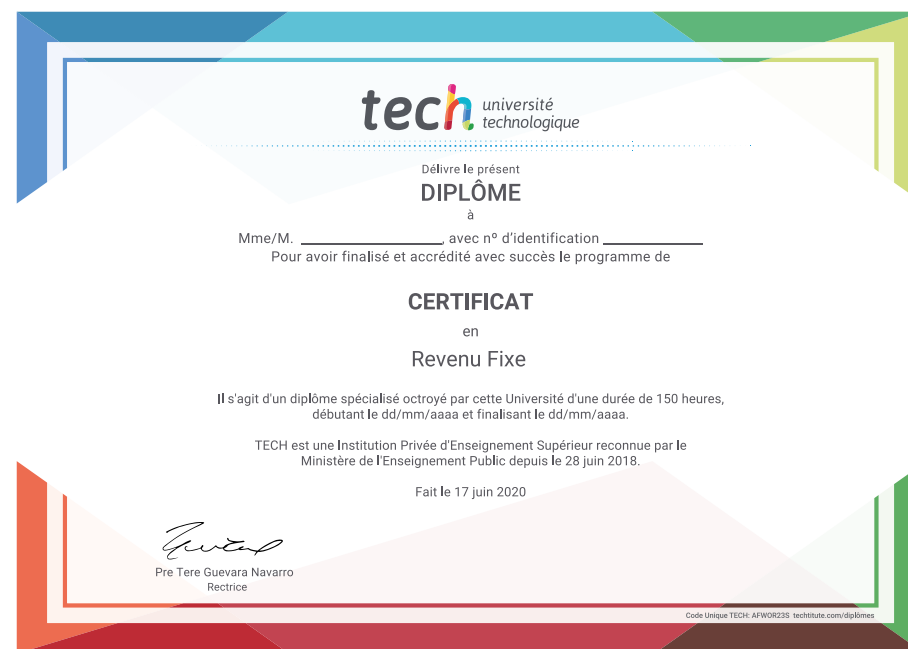 tech université
technologique
Délivre le présent
DIPLÔME
à
Mme/M. ____________________, avec nº d'identification ______________
Pour avoir finalisé et accrédité avec succès le programme de
CERTIFICAT
en
Revenu Fixe
Il s'agit d'un diplôme spécialisé octroyé par cette Université d'une durée de 150 heures,
débutant le dd/mm/aaaa et finalisant le dd/mm/aaaa.
TECH est une Institution Privée d'Enseignement Supérieur reconnue par le
Ministère de l'Enseignement Public depuis le 28 juin 2018.
Fait le 17 juin 2020
Pre Tere Guevara Navarro
Rectrice
Code Unique TECH: AFWOR23S techtitute.com/diplômes